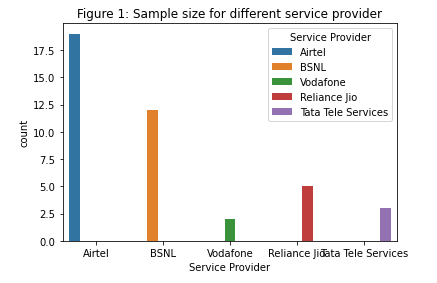 Figure 1: Sample size for different service provider
Service Provider
Airtel
BSNL
Vodafone
Reliance Jio
Tata Tele Services
17.5
15.0
12.5
10.0
7.5
5.0
2.5
0.0
count
Airtel BSNL Vodafone Reliance Jio Tata Tele Services
Service Provider